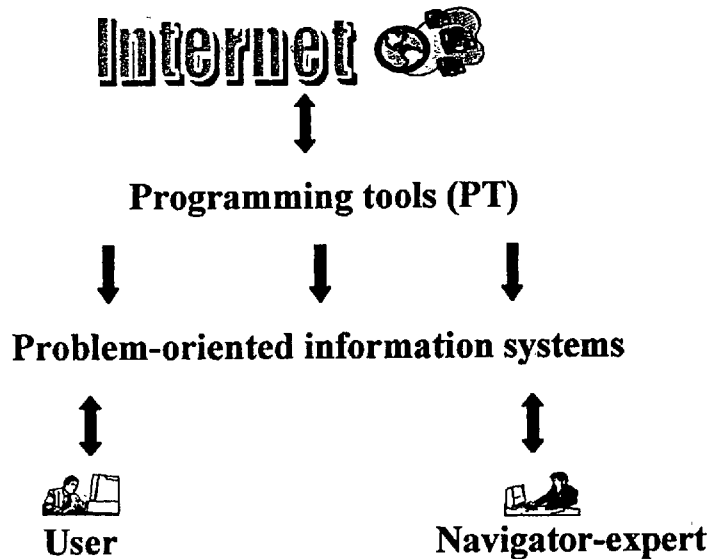 Internet
Programming tools (PT)
Problem-oriented information systems
User
Navigator-expert